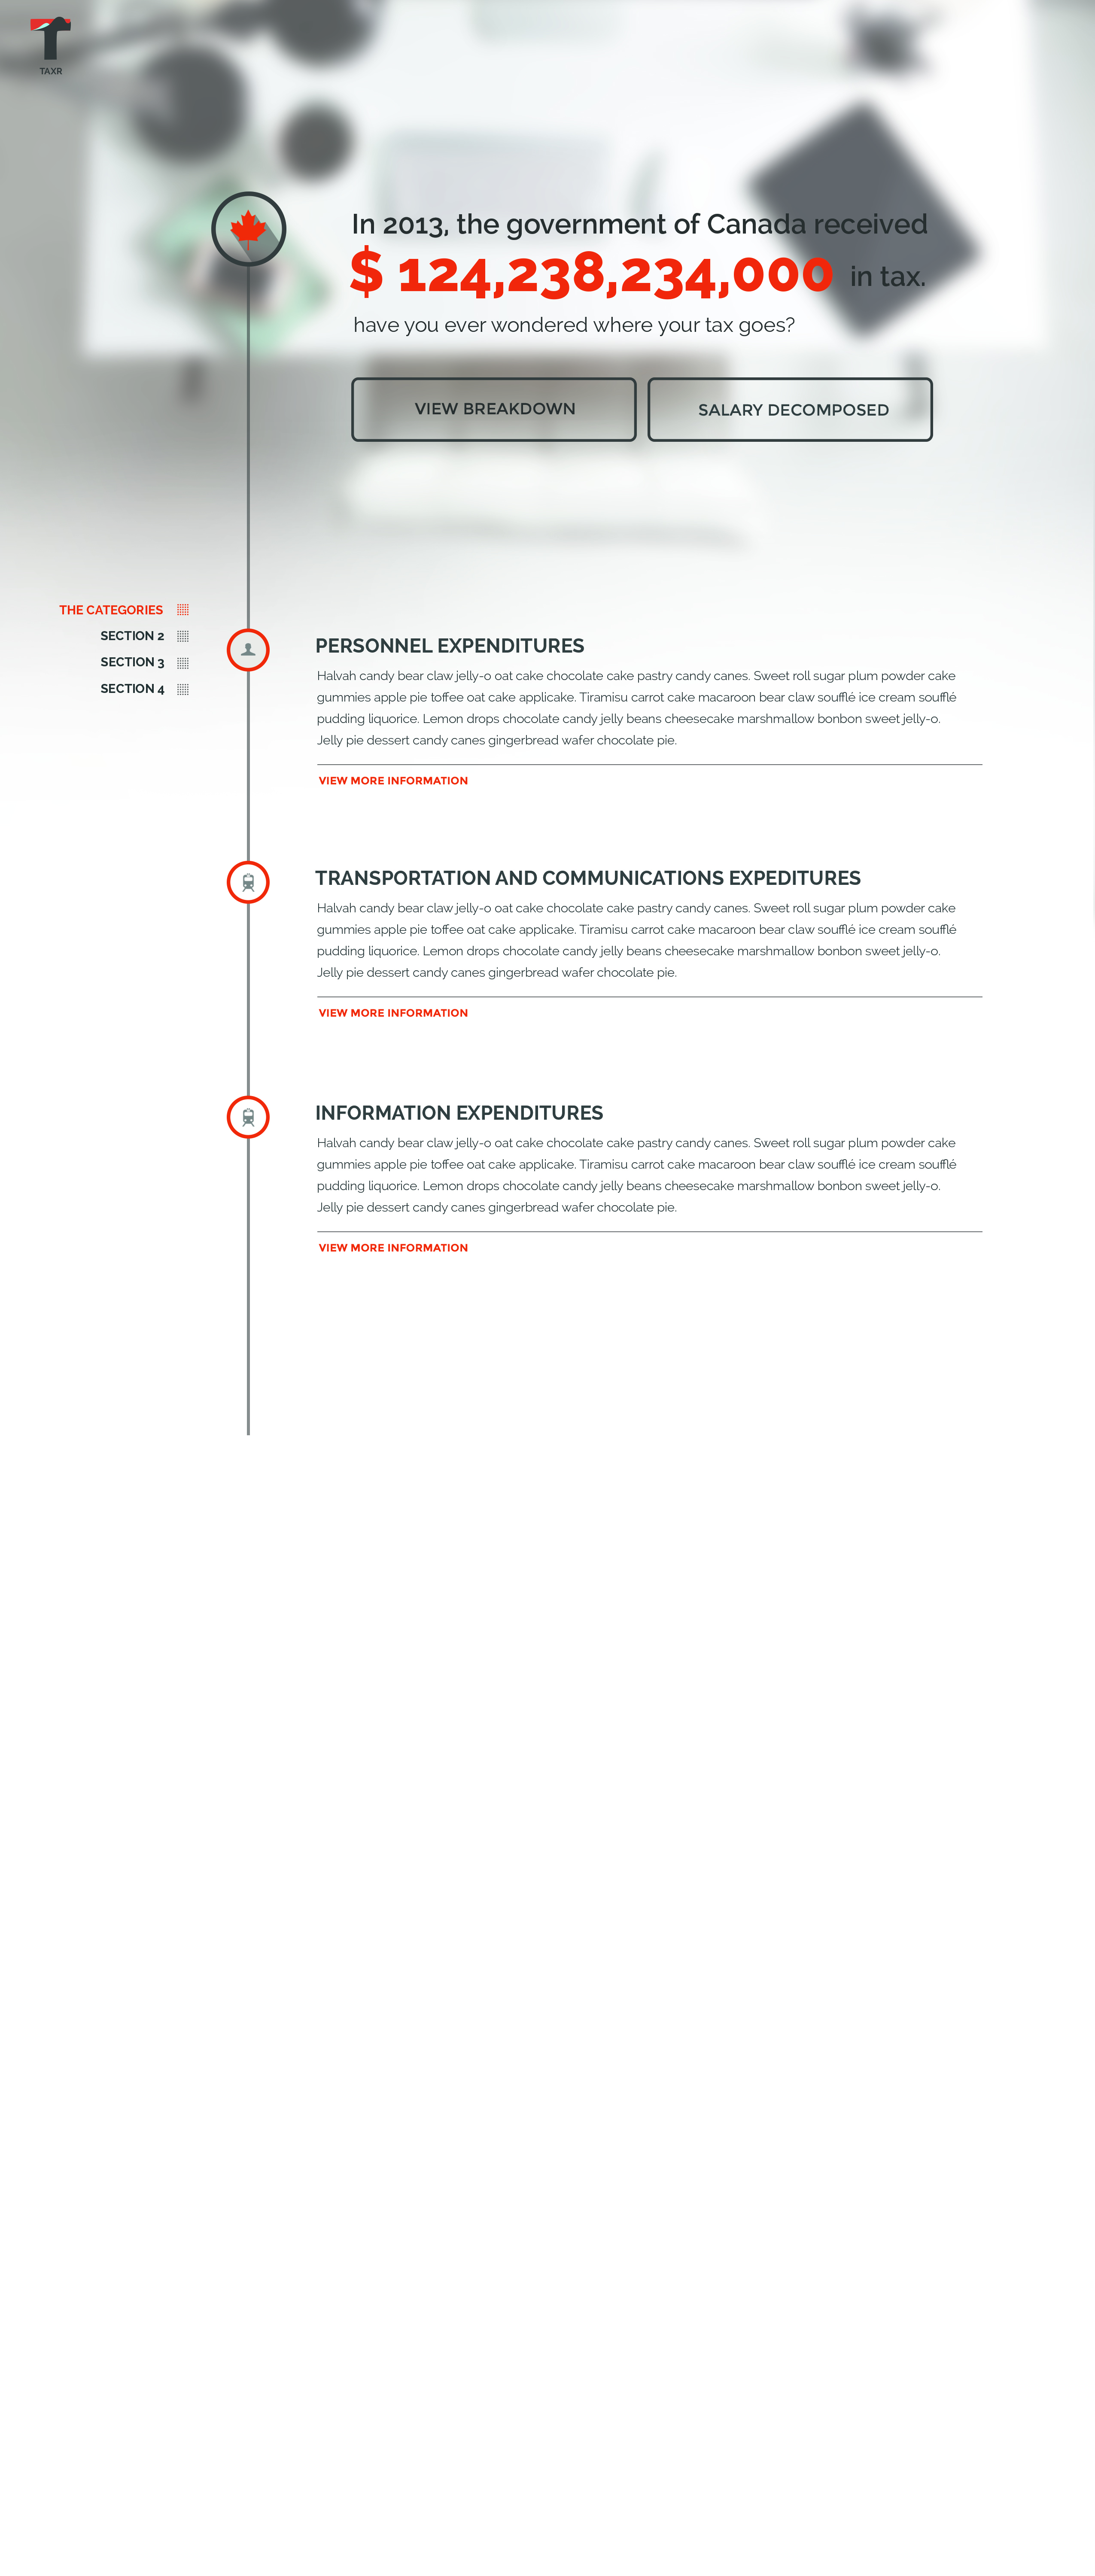 TAXR
In 2013, the government of Canada received
$ 124,238,234,000 in tax.
have you ever wondered where your tax goes?
VIEW BREAKDOWN
SALARY DECOMPOSED
THE CATEGORIES
SECTION 2
SECTION 3
SECTION 4
PERSONNEL EXPENDITURES
Halvah candy bear claw jelly-o oat cake chocolate cake pastry candy canes. Sweet roll sugar plum powder cake
gummies apple pie toffee oat cake applicake. Tiramisu carrot cake macaroon bear claw soufflé ice cream soufflé
pudding liquorice. Lemon drops chocolate candy jelly beans cheesecake marshmallow bonbon sweet jelly-o.
Jelly pie dessert candy canes gingerbread wafer chocolate pie.
VIEW MORE INFORMATION
TRANSPORTATION AND COMMUNICATIONS EXPEDITURES
Halvah candy bear claw jelly-o oat cake chocolate cake pastry candy canes. Sweet roll sugar plum powder cake
gummies apple pie toffee oat cake applicake. Tiramisu carrot cake macaroon bear claw soufflé ice cream soufflé
pudding liquorice. Lemon drops chocolate candy jelly beans cheesecake marshmallow bonbon sweet jelly-o.
Jelly pie dessert candy canes gingerbread wafer chocolate pie.
VIEW MORE INFORMATION
INFORMATION EXPENDITURES
Halvah candy bear claw jelly-o oat cake chocolate cake pastry candy canes. Sweet roll sugar plum powder cake
gummies apple pie toffee oat cake applicake. Tiramisu carrot cake macaroon bear claw soufflé ice cream soufflé
pudding liquorice. Lemon drops chocolate candy jelly beans cheesecake marshmallow bonbon sweet jelly-o.
Jelly pie dessert candy canes gingerbread wafer chocolate pie.
VIEW MORE INFORMATION